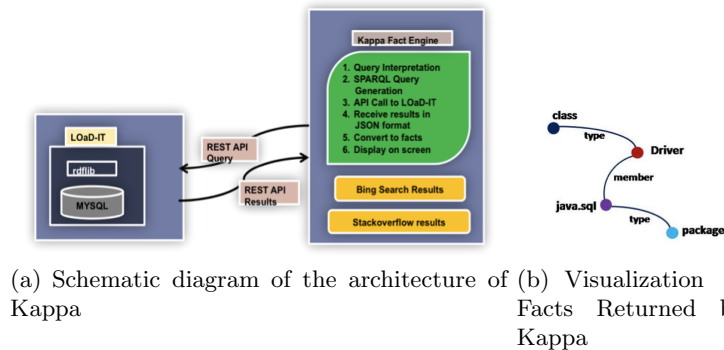 Kappa Fact Engine
1. Query Interpretation
2. SPARQL Query
Generation
3. API Call to LOaD-IT
4. Receive results in
JSON format
5. Convert to facts
6. Display on screen
Bing Search Results
Stackoverflow results
LOaD-IT
rdflib
MYSQL
REST API
Query
REST API
Results
class
type
Driver
member
java.sql
type
package
(a) Schematic diagram of the architecture of
Kappa
(b) Visualization
Facts Returned
Kappa